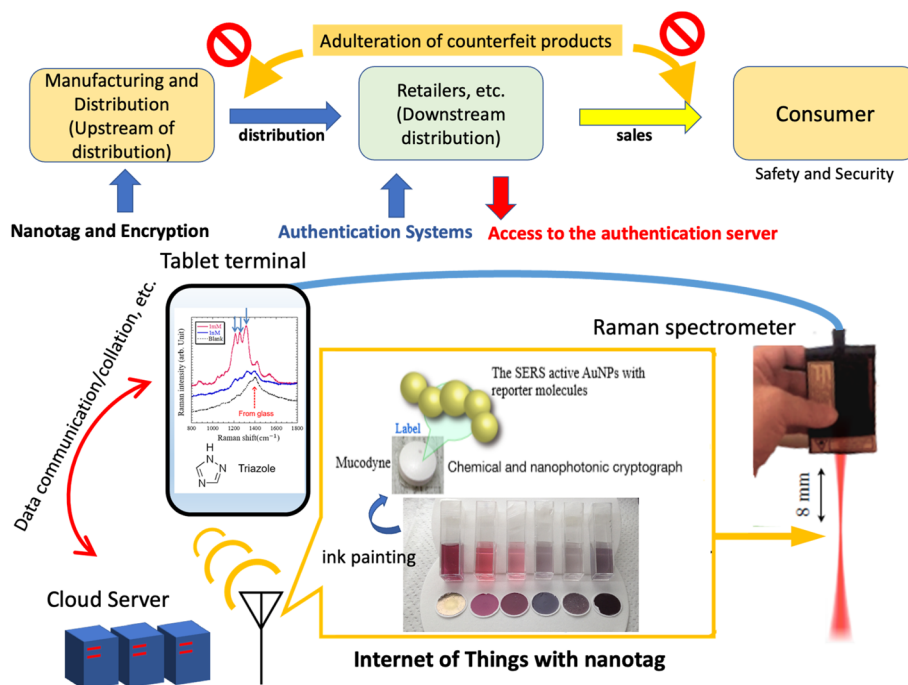 Adulteration of counterfeit products
Manufacturing and
Distribution
(Upstream of
distribution)
distribution
Retailers, etc.
(Downstream
distribution)
sales
Consumer
Safety and Security
Nanotag and Encryption
Authentication Systems
Access to the authentication server
Tablet terminal
Data communication/collation, etc.
Raman intensity (arb. Unit)
1mM
1nM
Blank
From glass
800 1000 1200 1400 1600 1800
Raman shift(cm⁻¹)
H
N
N
N
Triazole
Raman spectrometer
8 mm
The SERS active AuNPs with
reporter molecules
Label
Mucodyne
Chemical and nanophotonic cryptograph
ink painting
Cloud Server
Internet of Things with nanotag